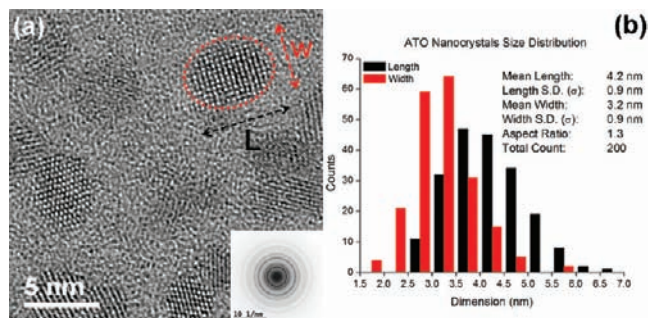 (a)
W
L
5 nm
10 1/nm
(b)
ATO Nanocrystals Size Distribution
Length
Width
Mean Length: 4.2 nm
Length S.D. (σ): 0.9 nm
Mean Width: 3.2 nm
Width S.D. (σ): 0.9 nm
Aspect Ratio: 1.3
Total Count: 200
Counts
70
60
50
40
30
20
10
0
1.5 2.0 2.5 3.0 3.5 4.0 4.5 5.0 5.5 6.0 6.5 7.0
Dimension (nm)